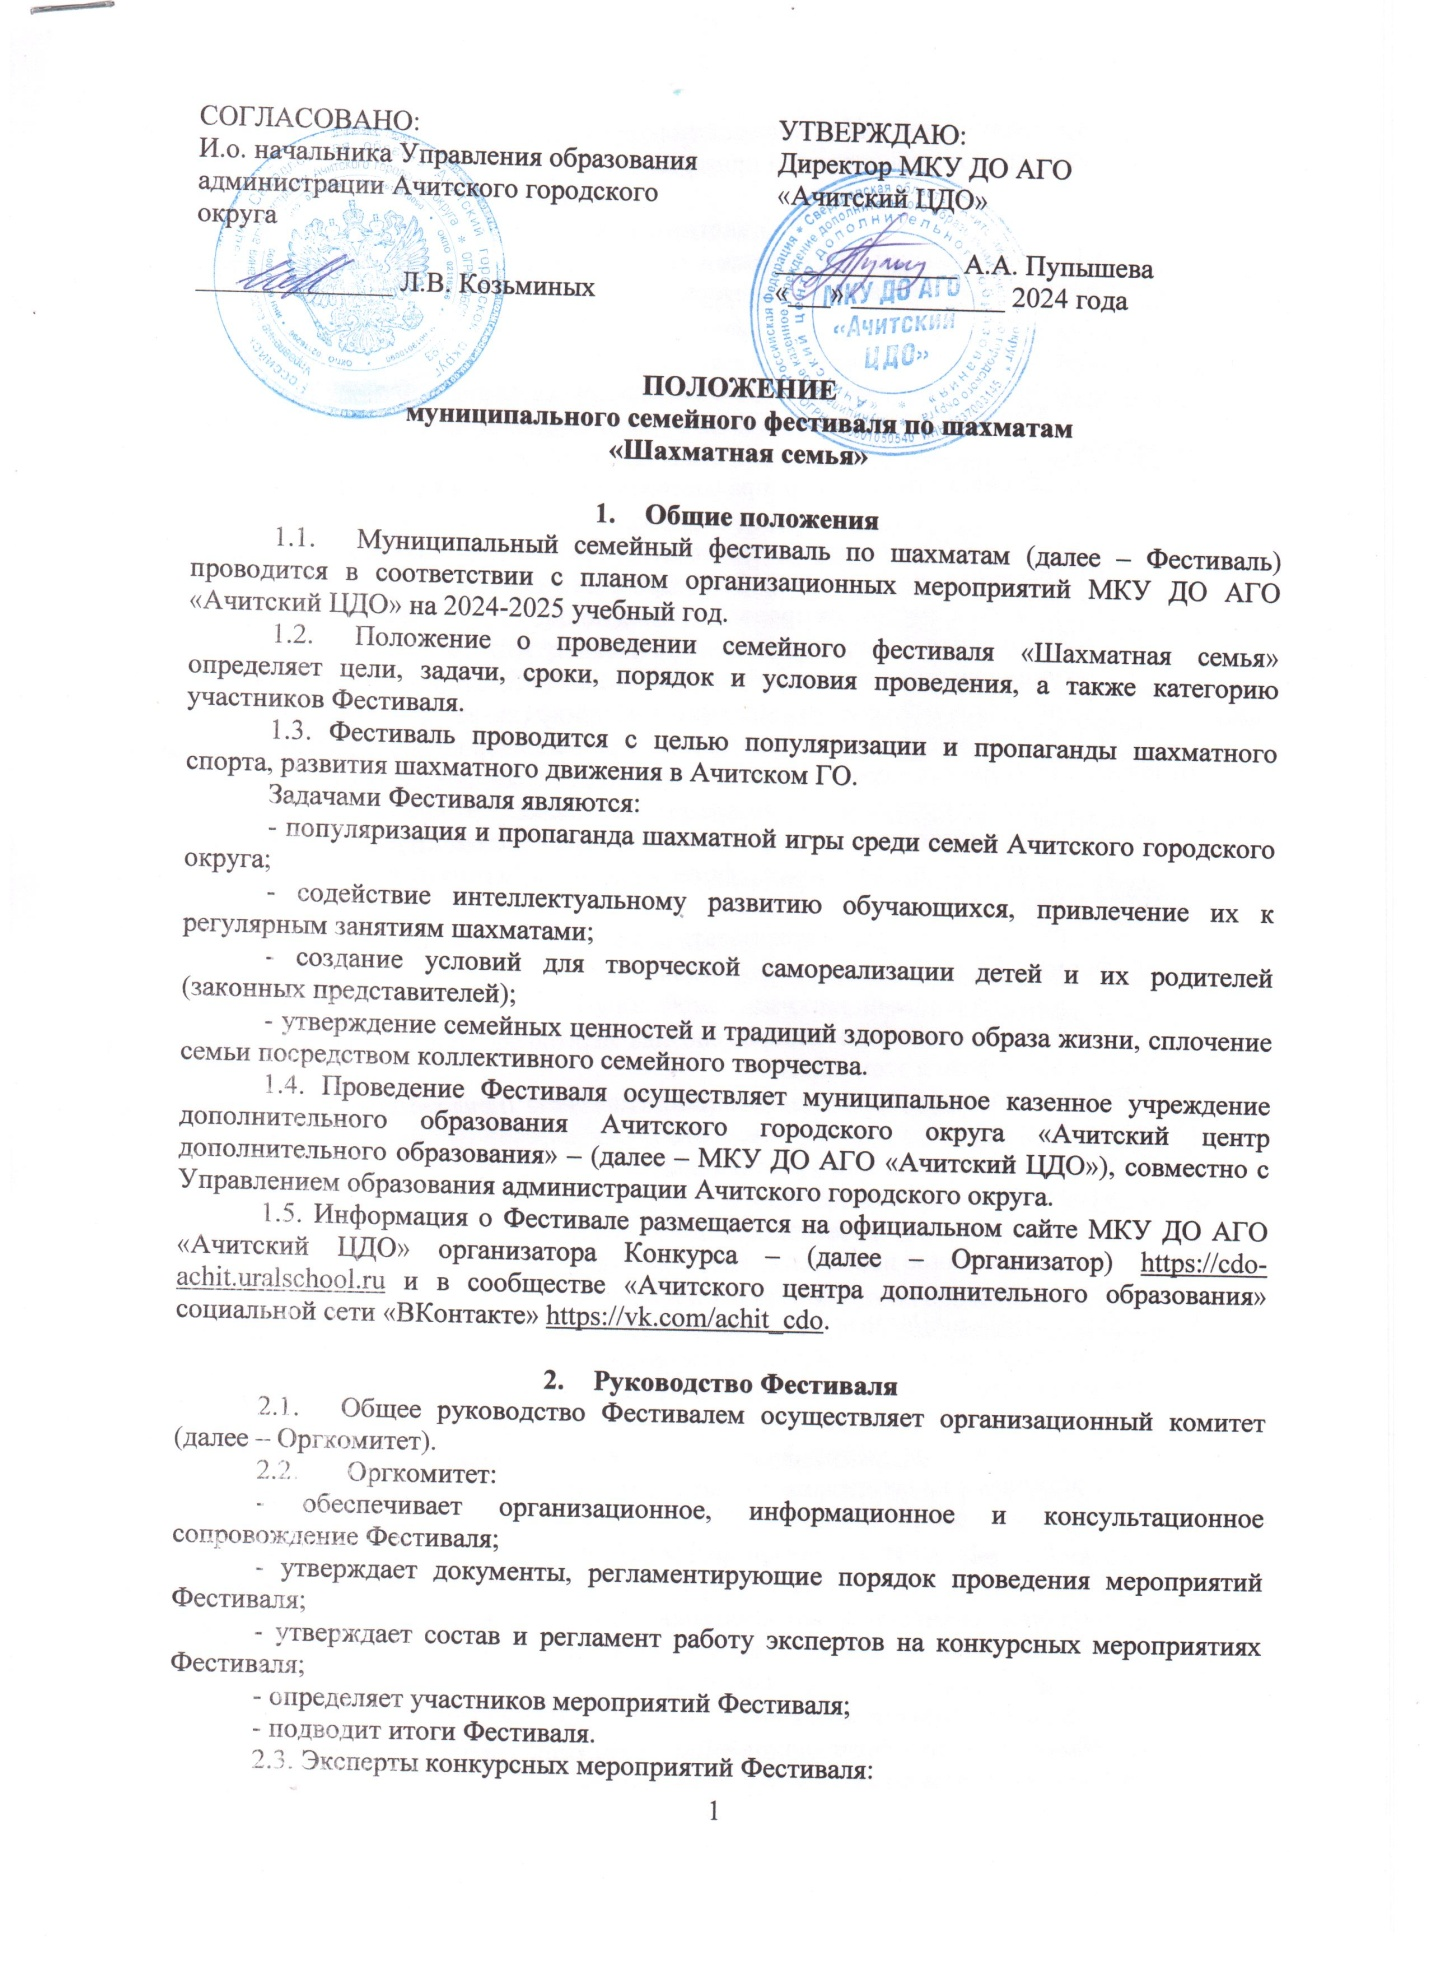 СОГЛАСОВАНО:
И.о. начальника Управления образования
администрации Ачитского городского
округа
______________ Л.В. Козьминых
УТВЕРЖДАЮ:
Директор МКУ ДО АГО
«Ачитский ЦДО»
_____________ А.А. Пупышева
«___» ___________ 2024 года
МКУ ДО АГО
«Ачитский
ЦДО»
ПОЛОЖЕНИЕ
муниципального семейного фестиваля по шахматам
«Шахматная семья»
1. Общие положения
1.1. Муниципальный семейный фестиваль по шахматам (далее – Фестиваль)
проводится в соответствии с планом организационных мероприятий МКУ ДО АГО
«Ачитский ЦДО» на 2024-2025 учебный год.
1.2. Положение о проведении семейного фестиваля «Шахматная семья»
определяет цели, задачи, сроки, порядок и условия проведения, а также категорию
участников Фестиваля.
1.3. Фестиваль проводится с целью популяризации и пропаганды шахматного
спорта, развития шахматного движения в Ачитском ГО.
Задачами Фестиваля являются:
- популяризация и пропаганда шахматной игры среди семей Ачитского городского
округа;
- содействие интеллектуальному развитию обучающихся, привлечение их к
регулярным занятиям шахматами;
- создание условий для творческой самореализации детей и их родителей
(законных представителей);
- утверждение семейных ценностей и традиций здорового образа жизни, сплочение
семьи посредством коллективного семейного творчества.
1.4. Проведение Фестиваля осуществляет муниципальное казенное учреждение
дополнительного образования Ачитского городского округа «Ачитский центр
дополнительного образования» – (далее – МКУ ДО АГО «Ачитский ЦДО»), совместно с
Управлением образования администрации Ачитского городского округа.
1.5. Информация о Фестивале размещается на официальном сайте МКУ ДО АГО
«Ачитский ЦДО» организатора Конкурса – (далее – Организатор) https://cdo-
achit.uralschool.ru и в сообществе «Ачитского центра дополнительного образования»
социальной сети «ВКонтакте» https://vk.com/achit_cdo.
2. Руководство Фестиваля
2.1. Общее руководство Фестивалем осуществляет организационный комитет
(далее – Оргкомитет).
2.2. Оргкомитет:
- обеспечивает организационное, информационное и консультационное
сопровождение Фестиваля;
- утверждает документы, регламентирующие порядок проведения мероприятий
Фестиваля;
- утверждает состав и регламент работу экспертов на конкурсных мероприятиях
Фестиваля;
- определяет участников мероприятий Фестиваля;
- подводит итоги Фестиваля.
2.3. Эксперты конкурсных мероприятий Фестиваля:
1